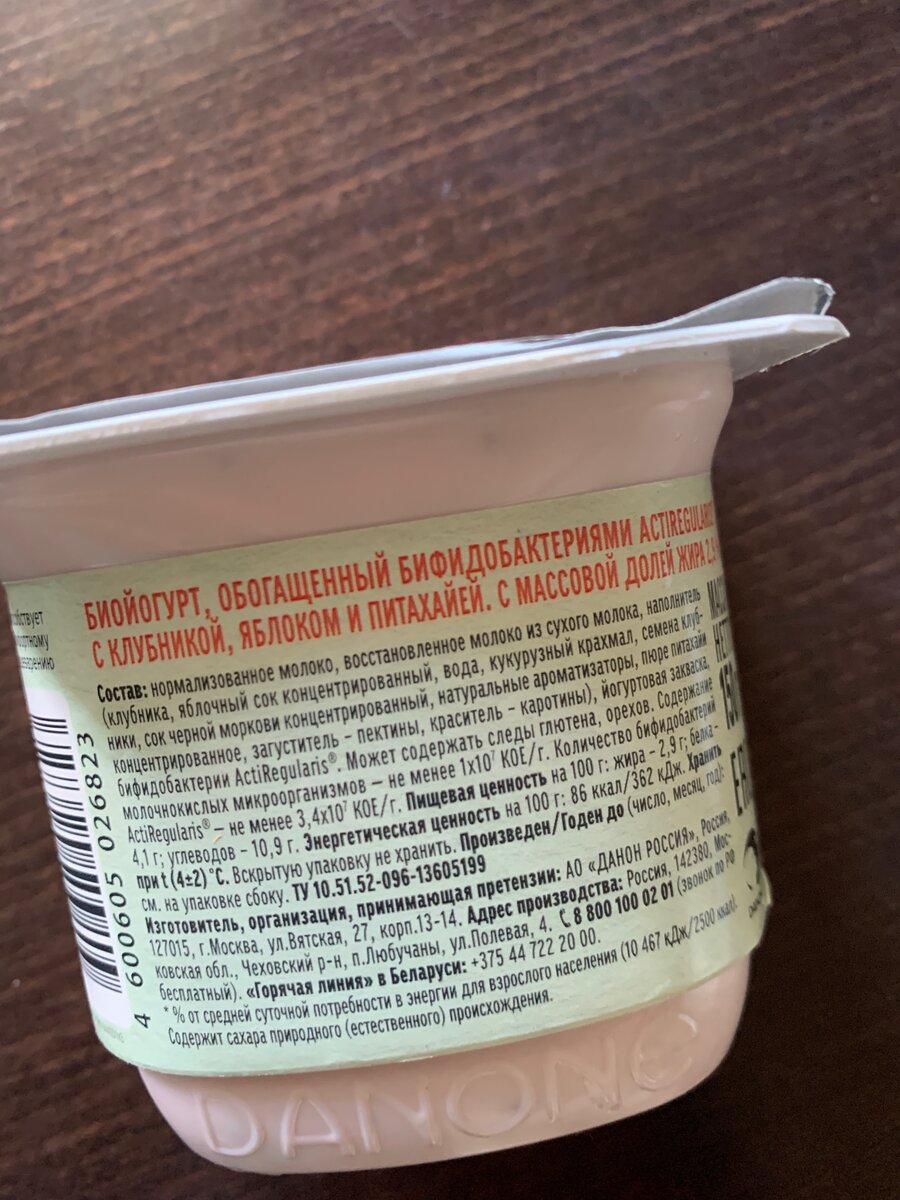 БИОЙОГУРТ, ОБОГАЩЕННЫЙ БИФИДОБАКТЕРИЯМИ ACTIREGULARIS
С КЛУБНИКОЙ, ЯБЛОКОМ И ПИТАХАЙЕЙ. С МАССОВОЙ ДОЛЕЙ ЖИРА 2,9
Состав: нормализованное молоко, восстановленное молоко из сухого молока, наполнитель
(клубника, яблочный сок концентрированный, вода, кукурузный крахмал, семена клуб-
ники, сок черной моркови концентрированный, натуральные ароматизаторы, пюре питахайи
концентрированное, загуститель – пектины, краситель – каротины), йогуртовая закваска,
бифидобактерии ActiRegularis®. Может содержать следы глютена, орехов. Содержание
молочнокислых микроорганизмов – не менее 1x10⁷ КОЕ/г. Количество бифидобактерий
ActiRegularis® – не менее 3,4x10⁷ КОЕ/г. Пищевая ценность на 100 г: жира – 2,9 г; белка –
4,1 г; углеводов – 10,9 г. Энергетическая ценность на 100 г: 86 ккал/362 кДж. Хранить
при t (4±2) °C. Вскрытую упаковку не хранить. Произведен/Годен до (число, месяц, год):
см. на упаковке сбоку. ТУ 10.51.52-096-13605199
Изготовитель, организация, принимающая претензии: АО «ДАНОН РОССИЯ», Россия,
127015, г.Москва, ул.Вятская, 27, корп.13-14. Адрес производства: Россия, 142380, Мос-
ковская обл., Чеховский р-н, п.Любучаны, ул.Полевая, 4. 8 800 100 02 01 (звонок по РФ
бесплатный). «Горячая линия» в Беларуси: +375 44 722 20 00.
* % от средней суточной потребности в энергии для взрослого населения (10 467 кДж/2500 ккал).
Содержит сахара природного (естественного) происхождения.
4 600605 026823
DANONE